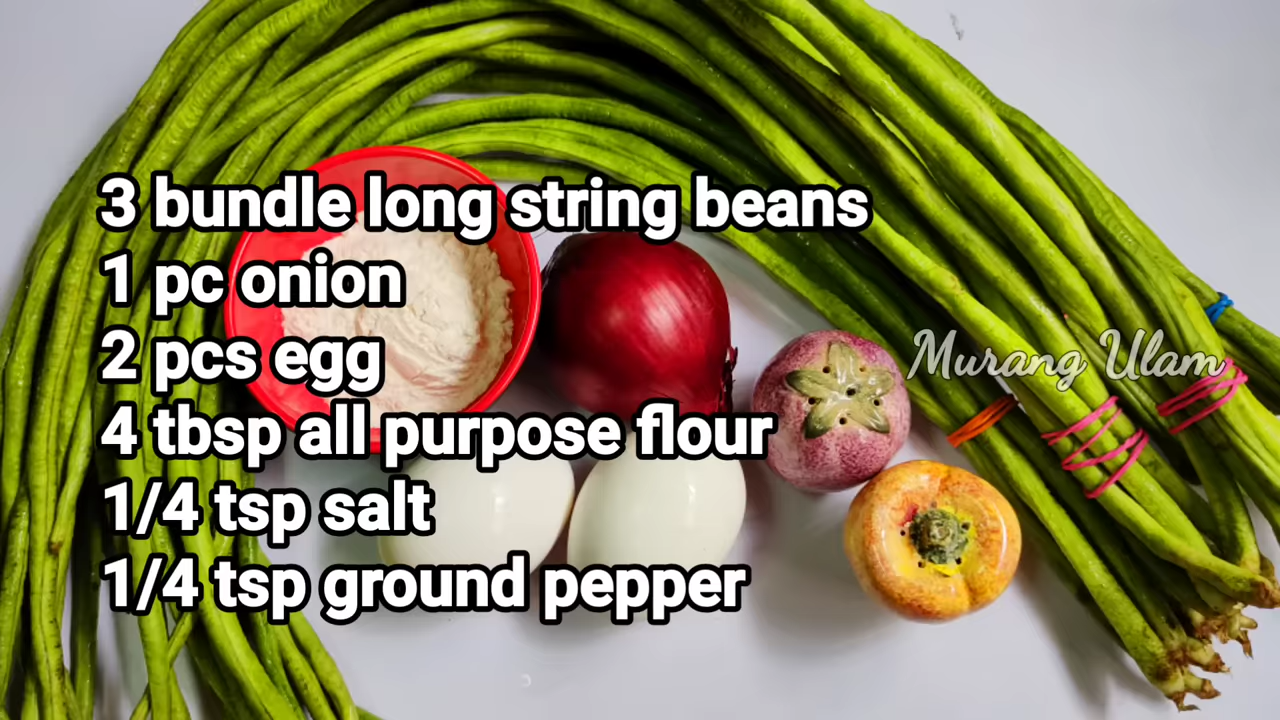 3 bundle long string beans
1 pc onion
2 pcs egg
4 tbsp all purpose flour
1/4 tsp salt
1/4 tsp ground pepper
Murang Ulam